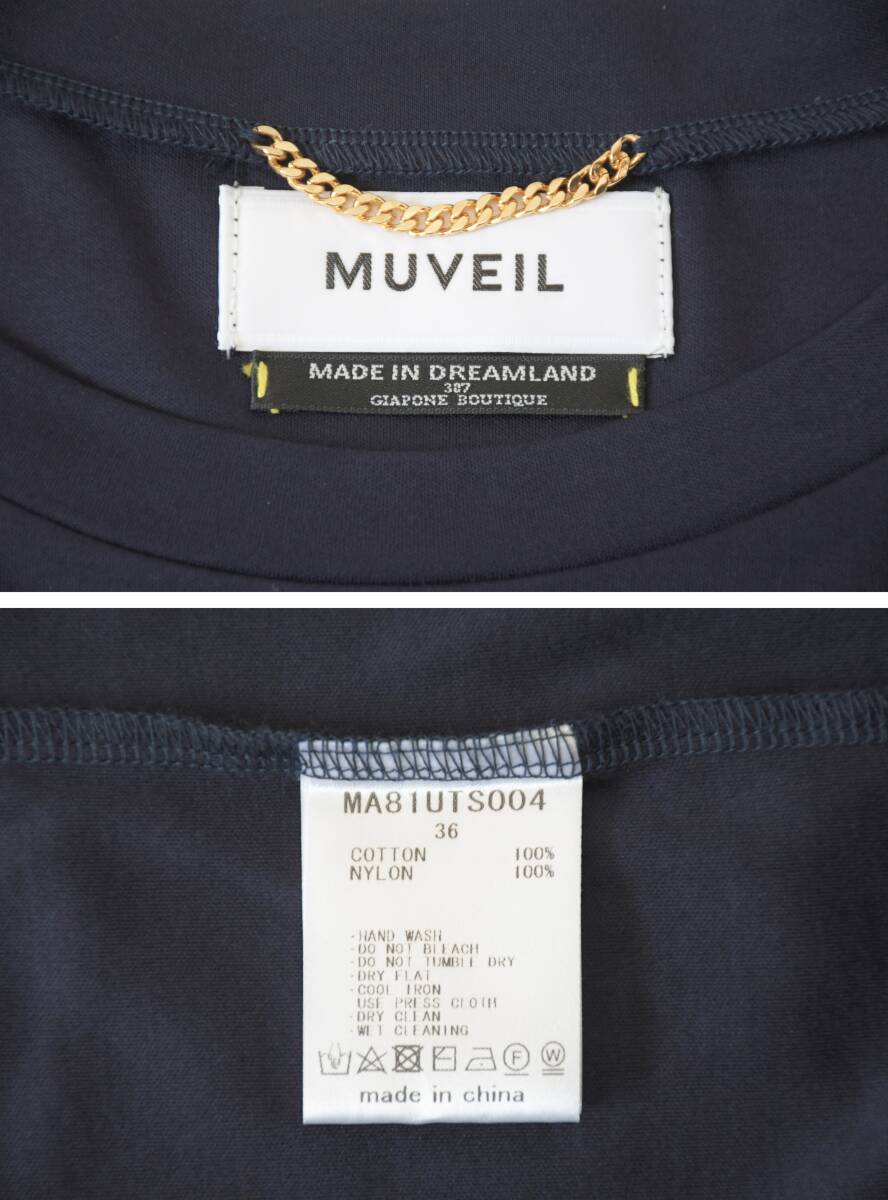 MUVEIL
MADE IN DREAMLAND
387
GIAPONE BOUTIQUE
MA81UTS004
36
COTTON 100%
NYLON 100%
-HAND WASH
-DO NOT BLEACH
-DO NOT TUMBLE DRY
-DRY FLAT
-COOL IRON
USE PRESS CLOTH
-DRY CLEAN
-WET CLEANING
F W
made in china